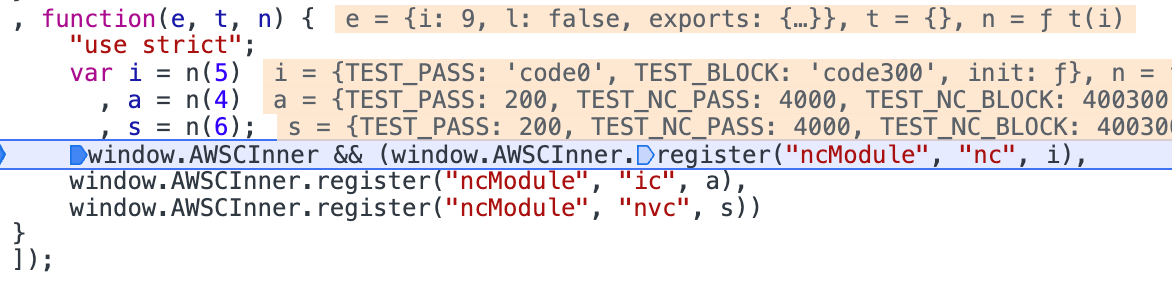 , function(e, t, n) { e = {i: 9, l: false, exports: {…}}, t = {}, n = ƒ t(i)
"use strict";
var i = n(5) i = {TEST_PASS: 'code0', TEST_BLOCK: 'code300', init: ƒ}, n =
, a = n(4) a = {TEST_PASS: 200, TEST_NC_PASS: 4000, TEST_NC_BLOCK: 400300
, s = n(6); s = {TEST_PASS: 200, TEST_NC_PASS: 4000, TEST_NC_BLOCK: 40030
window.AWSCInner && (window.AWSCInner.register("ncModule", "nc", i),
window.AWSCInner.register("ncModule", "ic", a),
window.AWSCInner.register("ncModule", "nvc", s))
}
]);